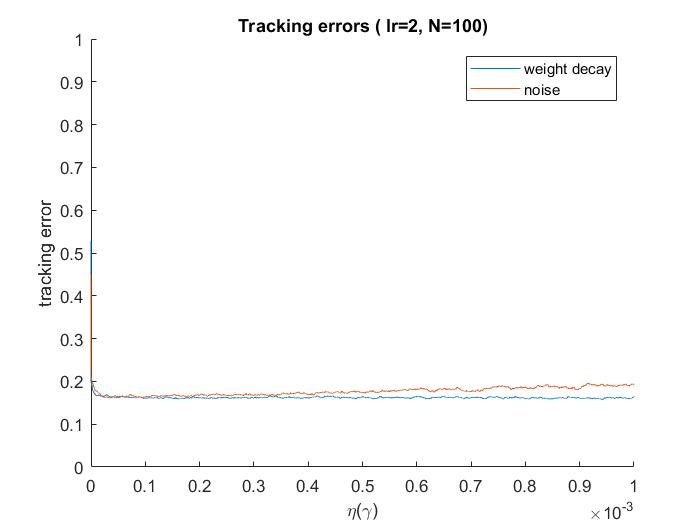 Tracking errors ( lr=2, N=100)
weight decay
noise
tracking error
1
0.9
0.8
0.7
0.6
0.5
0.4
0.3
0.2
0.1
0
0 0.1 0.2 0.3 0.4 0.5 0.6 0.7 0.8 0.9 1
η(γ)
×10⁻³